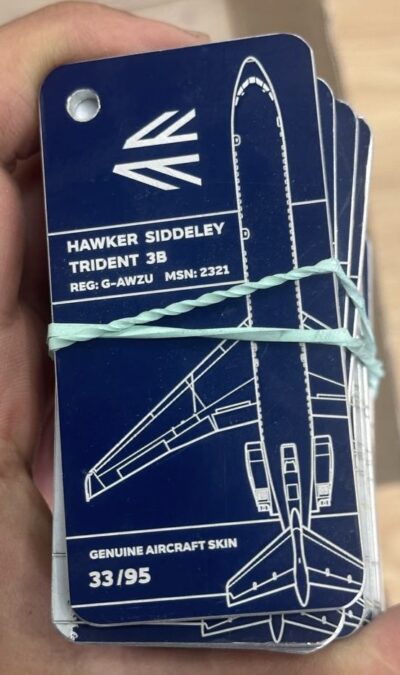 HAWKER SIDDELEY
TRIDENT 3B
REG: G-AWZU MSN: 2321
GENUINE AIRCRAFT SKIN
33/95